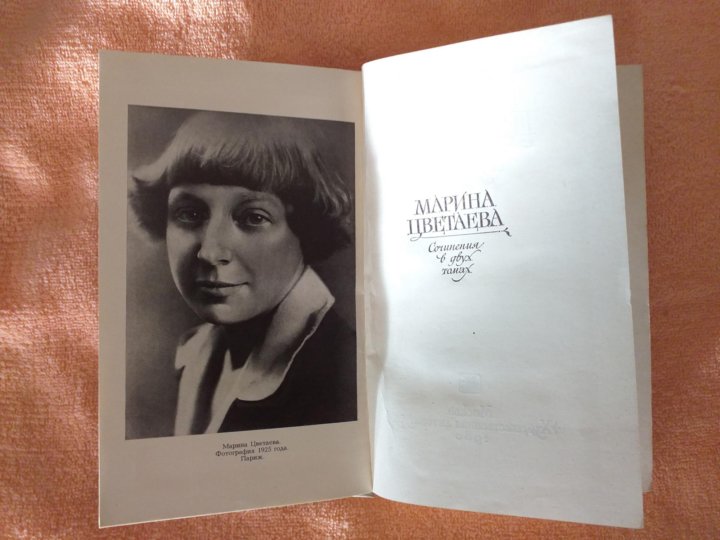 Марина Цветаева.
Фотография 1925 года.
Париж.
МАРИНА
ЦВЕТАЕВА
Сочинения
в двух
томах